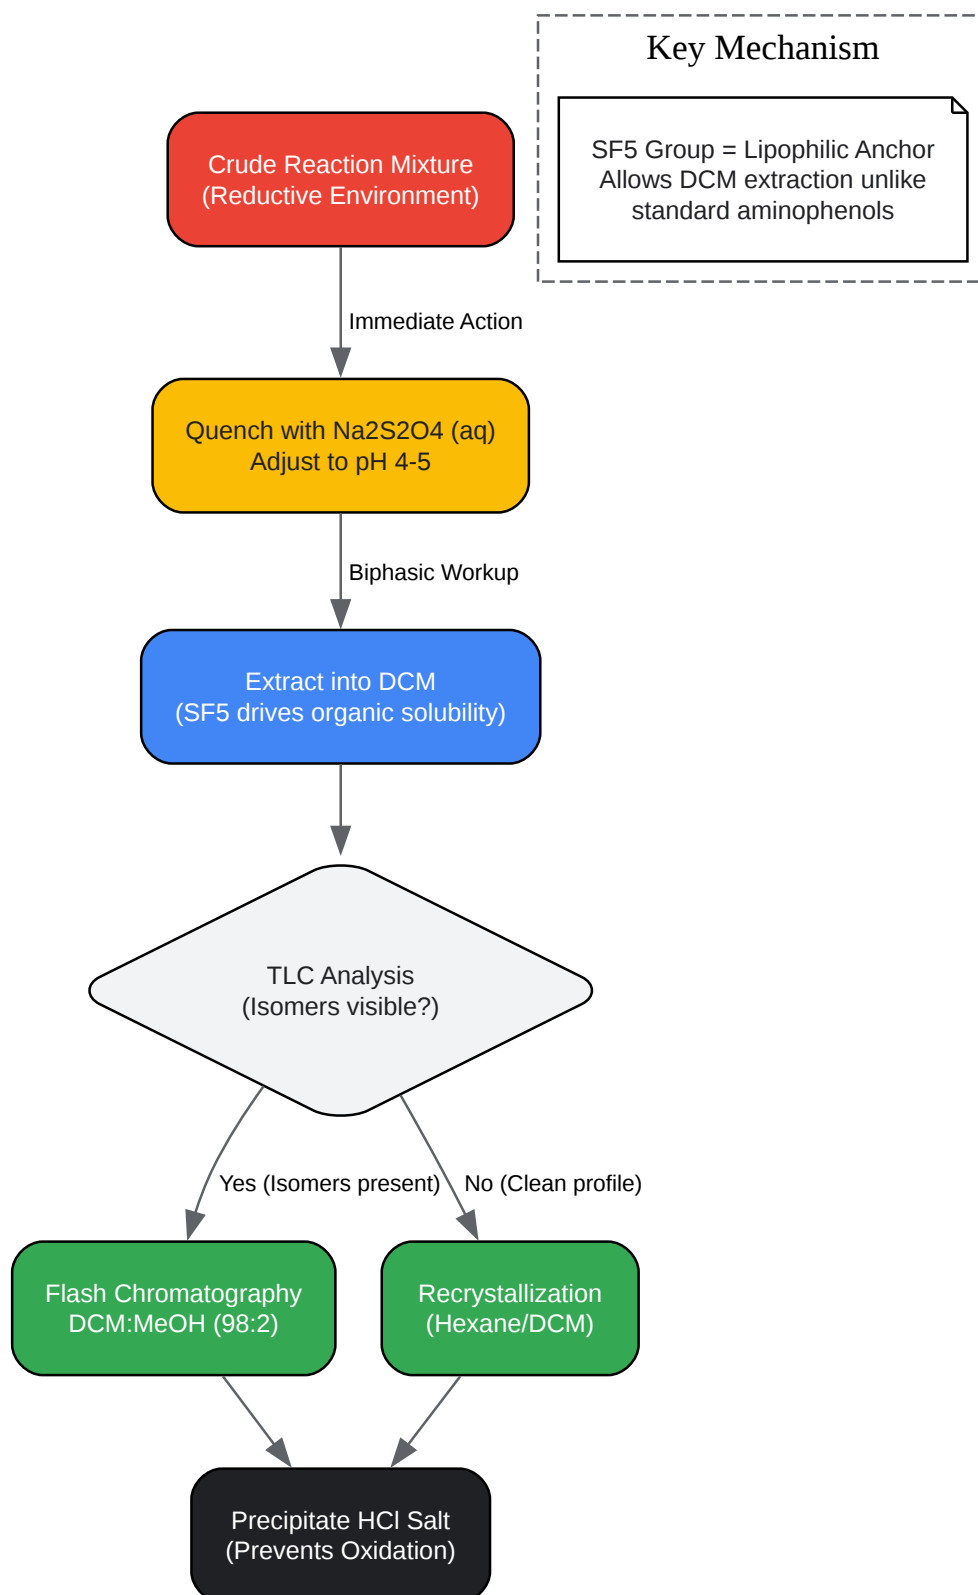 Key Mechanism
SF5 Group = Lipophilic Anchor
Allows DCM extraction unlike
standard aminophenols
Crude Reaction Mixture
(Reductive Environment)
Immediate Action
Quench with Na2S2O4 (aq)
Adjust to pH 4-5
Biphasic Workup
Extract into DCM
(SF5 drives organic solubility)
TLC Analysis
(Isomers visible?)
Yes (Isomers present)
No (Clean profile)
Flash Chromatography
DCM:MeOH (98:2)
Recrystallization
(Hexane/DCM)
Precipitate HCl Salt
(Prevents Oxidation)